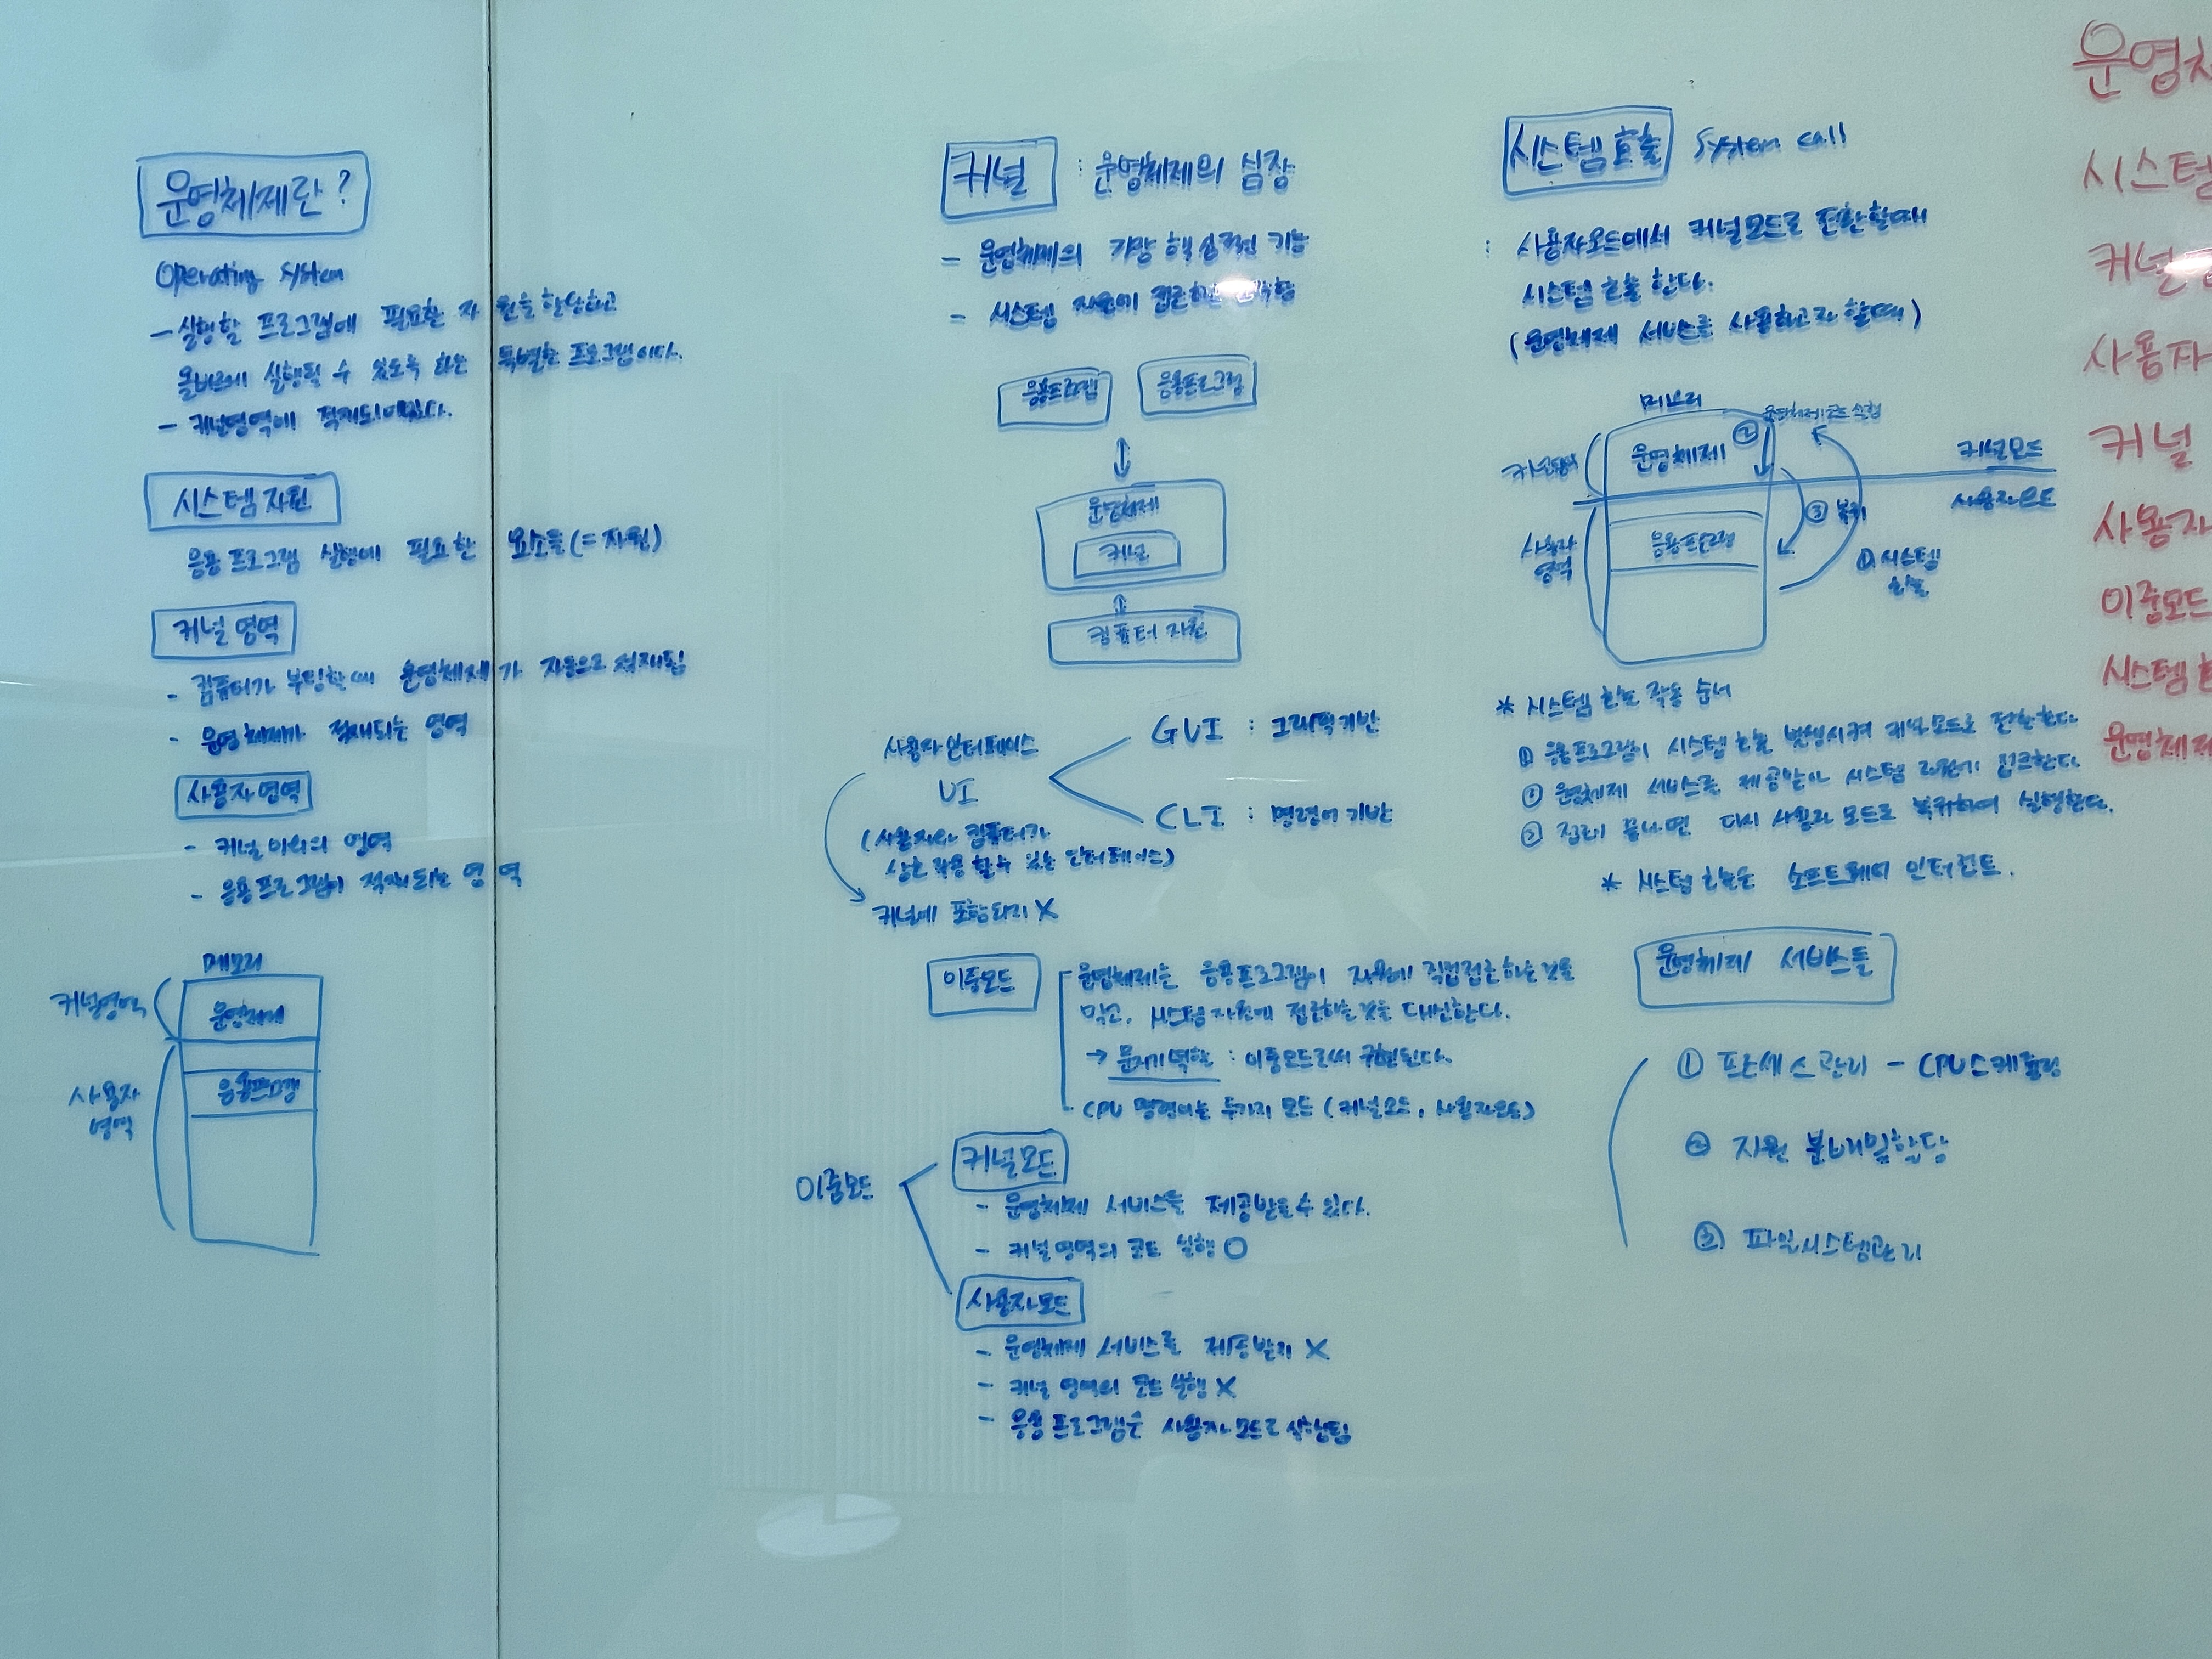 운영체제란?
Operating System
- 실행할 프로그램에 필요한 자원을 할당하고
올바르게 실행될 수 있도록 하는 특별한 프로그램이다.
- 커널영역에 적재되어있다.
시스템 자원
응용 프로그램 실행에 필요한 요소들 (= 자원)
커널 영역
- 컴퓨터가 부팅할 때 운영체제가 자동으로 적재됨
- 운영체제가 적재되는 영역
사용자 영역
- 커널 이외의 영역
- 응용 프로그램이 적재되는 영역
메모리
커널영역
운영체제
사용자
영역
응용프로그램
커널 : 운영체제의 심장
- 운영체제의 가장 핵심적인 기능
- 시스템 자원에 접근하는
응용프로그램
응용프로그램
운영체제
커널
컴퓨터 자원
사용자 인터페이스
UI
(사용자와 컴퓨터가
상호 작용 할 수 있는 인터페이스)
커널에 포함되지 X
GUI : 그래픽 기반
CLI : 명령어 기반
이중모드
운영체제는 응용프로그램이 자원에 직접접근하는 것을
막고, 시스템 자원에 접근하는 것을 대신한다.
→ 문지기 역할 : 이중모드로써 구현된다.
- CPU 명령어는 두가지 모드 (커널모드, 사용자모드)
이중모드
커널모드
- 운영체제 서비스를 제공받을 수 있다.
- 커널 영역의 코드 실행 O
사용자모드
- 운영체제 서비스를 제공받지 X
- 커널 영역의 코드 실행 X
- 응용 프로그램은 사용자 모드로 실행됨
시스템 호출 System call
: 사용자모드에서 커널모드로 전환할때
시스템 호출 한다.
(운영체제 서비스를 사용하고자 할때)
메모리
운영체제 코드 실행
커널영역
운영체제
②
커널모드
사용자모드
③ 복귀
사용자
영역
응용프로그램
① 시스템
호출
* 시스템 호출 작동 순서
① 응용프로그램이 시스템 호출 발생시켜 커널모드로 전환한다
② 운영체제 서비스를 제공받아 시스템 자원에 접근한다.
③ 접근이 끝나면 다시 사용자 모드로 복귀하여 실행한다.
* 시스템 호출은 소프트웨어 인터럽트.
운영체제 서비스들
① 프로세스관리 - CPU스케줄링
② 자원 분배및할당
③ 파일시스템관리
운영체
시스템
커널영
사용자
커널
사용자
이중모드
시스템 호
운영체제